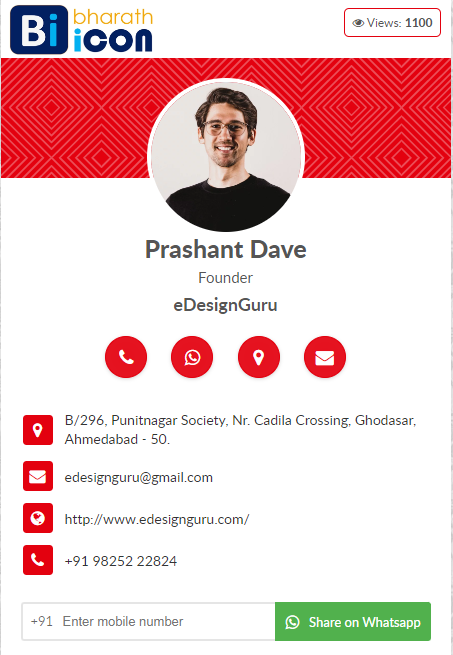 Bi bharath
icon
Views: 1100
Prashant Dave
Founder
eDesignGuru
B/296, Punitnagar Society, Nr. Cadila Crossing, Ghodasar,
Ahmedabad - 50.
edesignguru@gmail.com
http://www.edesignguru.com/
+91 98252 22824
+91 Enter mobile number
Share on Whatsapp